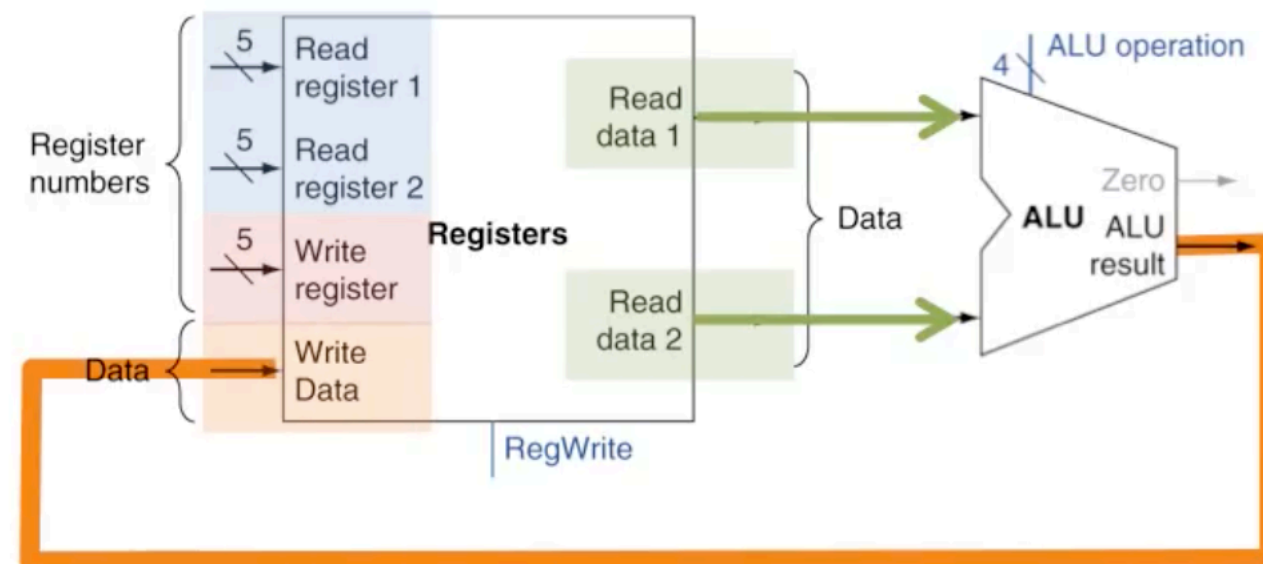 Register
numbers
Data
5
Read
register 1
5
Read
register 2
5
Write
register
Write
Data
Registers
RegWrite
Read
data 1
Read
data 2
Data
4
ALU operation
Zero
ALU
ALU
result